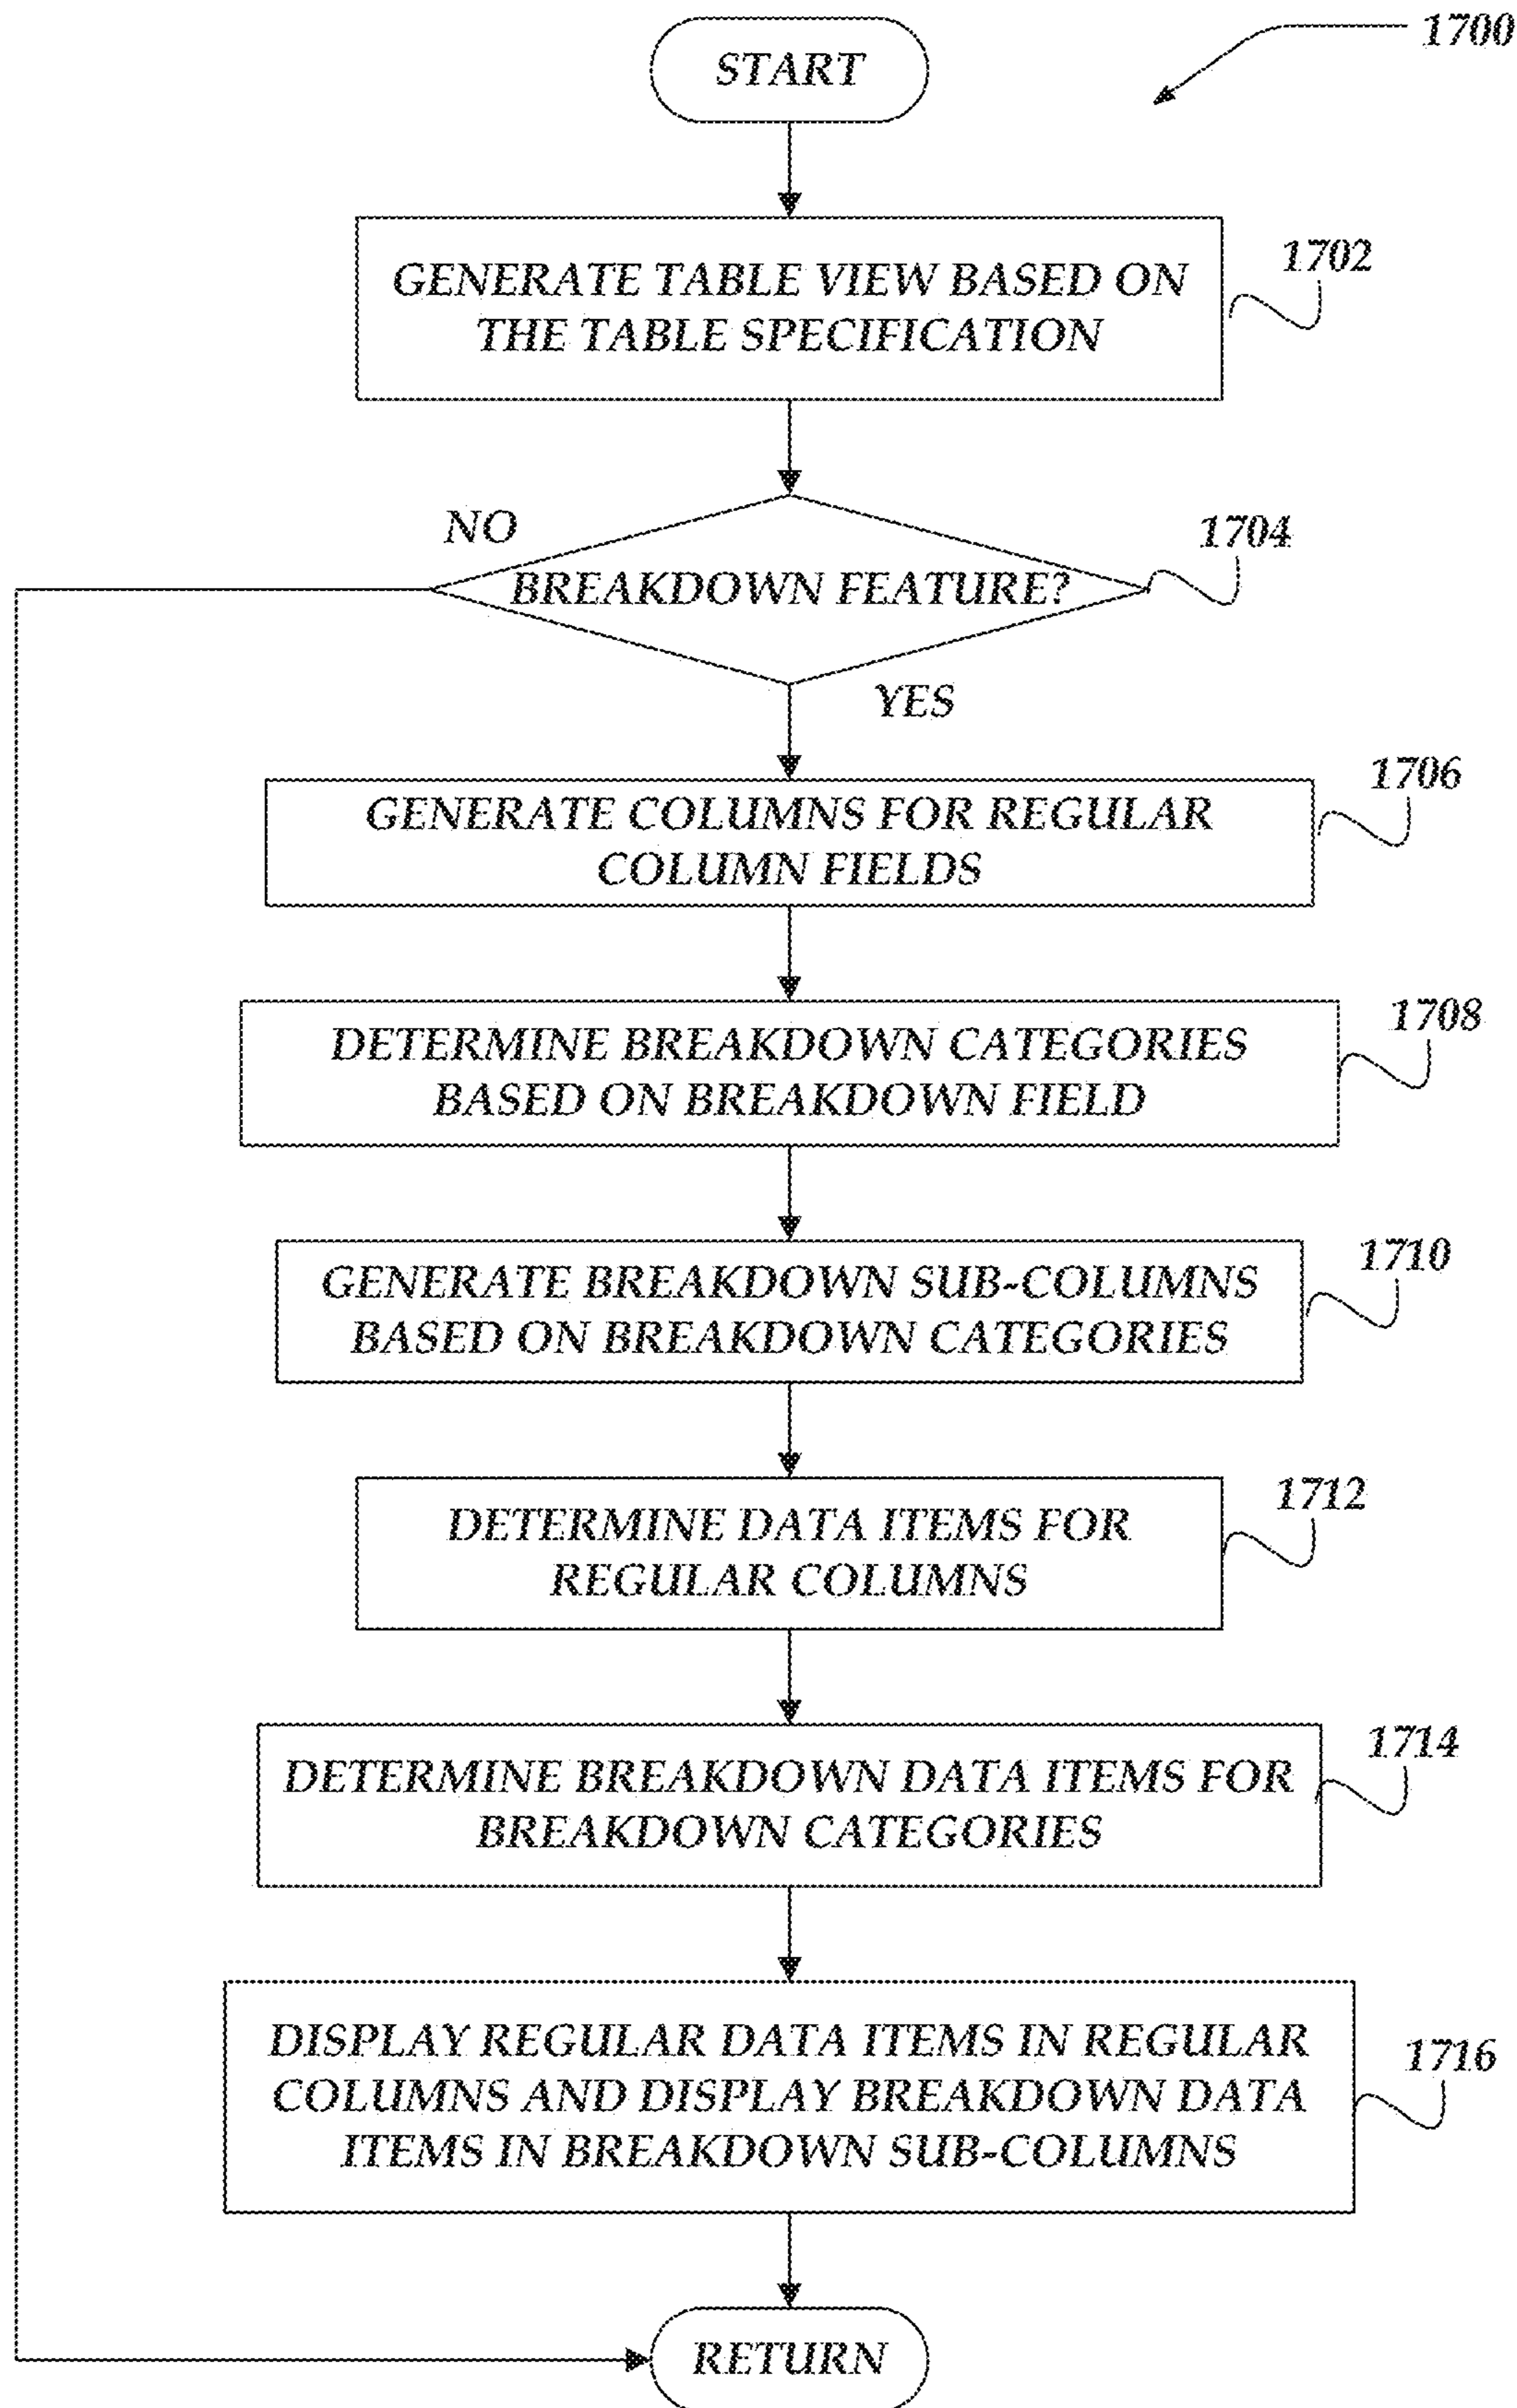 1700
START
GENERATE TABLE VIEW BASED ON
THE TABLE SPECIFICATION
1702
NO
BREAKDOWN FEATURE?
1704
YES
GENERATE COLUMNS FOR REGULAR
COLUMN FIELDS
1706
DETERMINE BREAKDOWN CATEGORIES
BASED ON BREAKDOWN FIELD
1708
GENERATE BREAKDOWN SUB-COLUMNS
BASED ON BREAKDOWN CATEGORIES
1710
DETERMINE DATA ITEMS FOR
REGULAR COLUMNS
1712
DETERMINE BREAKDOWN DATA ITEMS FOR
BREAKDOWN CATEGORIES
1714
DISPLAY REGULAR DATA ITEMS IN REGULAR
COLUMNS AND DISPLAY BREAKDOWN DATA
ITEMS IN BREAKDOWN SUB-COLUMNS
1716
RETURN